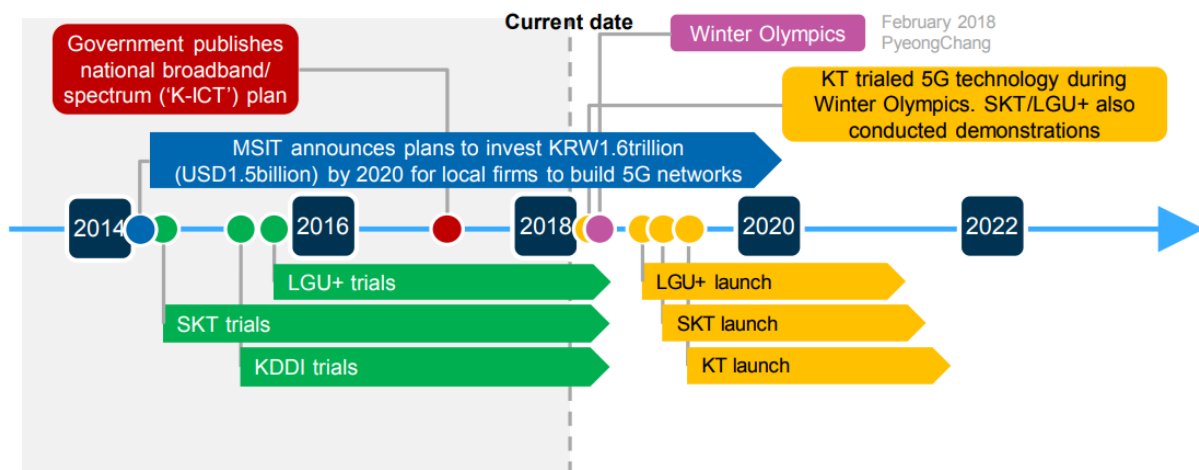 Current date
Government publishes
national broadband/
spectrum (‘K-ICT’) plan
Winter Olympics
February 2018
PyeongChang
KT trialed 5G technology during
Winter Olympics. SKT/LGU+ also
conducted demonstrations
MSIT announces plans to invest KRW1.6trillion
(USD1.5billion) by 2020 for local firms to build 5G networks
2014
2016
2018
2020
2022
LGU+ trials
SKT trials
KDDI trials
LGU+ launch
SKT launch
KT launch